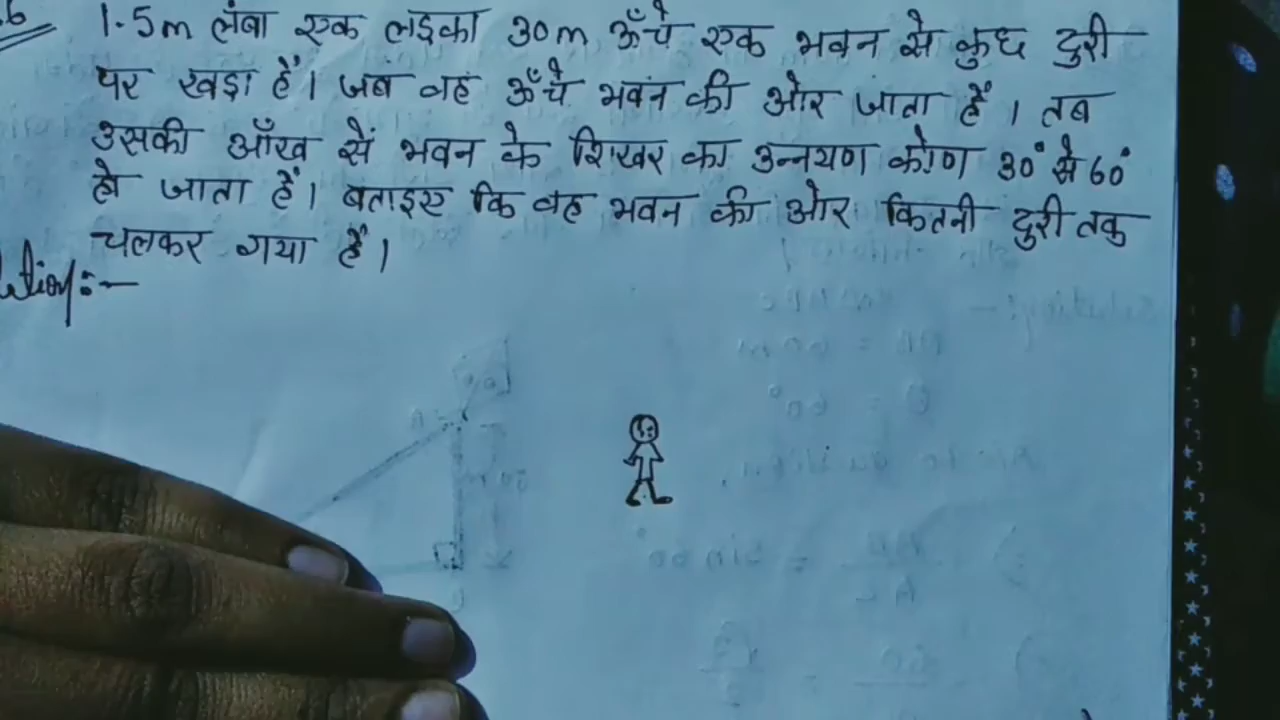 1.5m लंबा एक लड़का 30m ऊँचे एक भवन से कुछ दुरी
पर खड़ा हैं। जब वह ऊँचे भवन की ओर जाता हैं। तब
उसकी आँख सें भवन के शिखर का उन्नयण कोण 30° से 60°
हो जाता हैं। बताइए कि वह भवन की ओर कितनी दुरी तक
चलकर गया हैं।